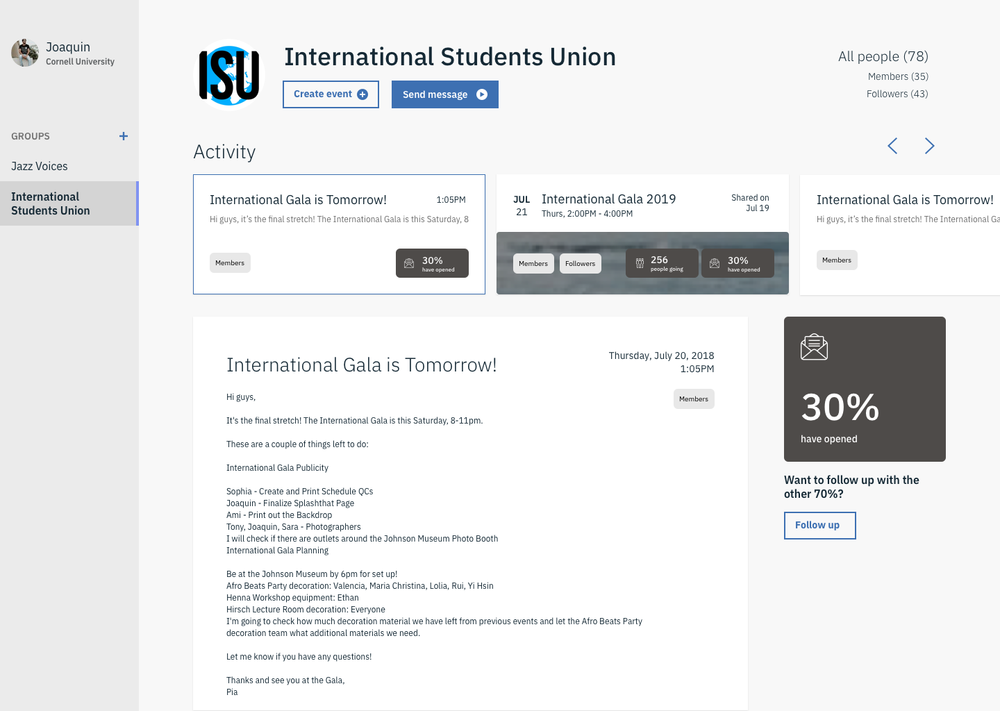 Joaquin
Cornell University
GROUPS
Jazz Voices
International
Students Union
ISU
International Students Union
Create event
Send message
All people (78)
Members (35)
Followers (43)
Activity
International Gala is Tomorrow!
1:05PM
Hi guys, it’s the final stretch! The International Gala is this Saturday, 8
Members
30%
have opened
JUL
21
International Gala 2019
Thurs, 2:00PM - 4:00PM
Shared on
Jul 19
Members
Followers
256
people going
30%
have opened
International Gala is Tomorrow!
Hi guys, it’s the final stretch! The International Ga
Members
International Gala is Tomorrow!
Thursday, July 20, 2018
1:05PM
Members
Hi guys,
It's the final stretch! The International Gala is this Saturday, 8-11pm.
These are a couple of things left to do:
International Gala Publicity
Sophia - Create and Print Schedule QCs
Joaquin - Finalize Splashthat Page
Ami - Print out the Backdrop
Tony, Joaquin, Sara - Photographers
I will check if there are outlets around the Johnson Museum Photo Booth
International Gala Planning
Be at the Johnson Museum by 6pm for set up!
Afro Beats Party decoration: Valencia, Maria Christina, Lolia, Rui, Yi Hsin
Henna Workshop equipment: Ethan
Hirsch Lecture Room decoration: Everyone
I'm going to check how much decoration material we have left from previous events and let the Afro Beats Party
decoration team what additional materials we need.
Let me know if you have any questions!
Thanks and see you at the Gala,
Pia
30%
have opened
Want to follow up with the
other 70%?
Follow up